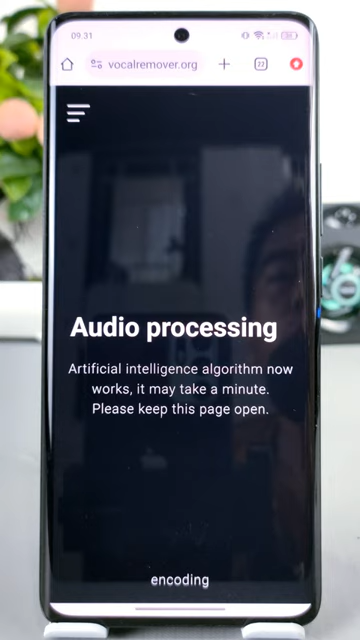 09.31
vocalremover.org
22
Audio processing
Artificial intelligence algorithm now
works, it may take a minute.
Please keep this page open.
encoding